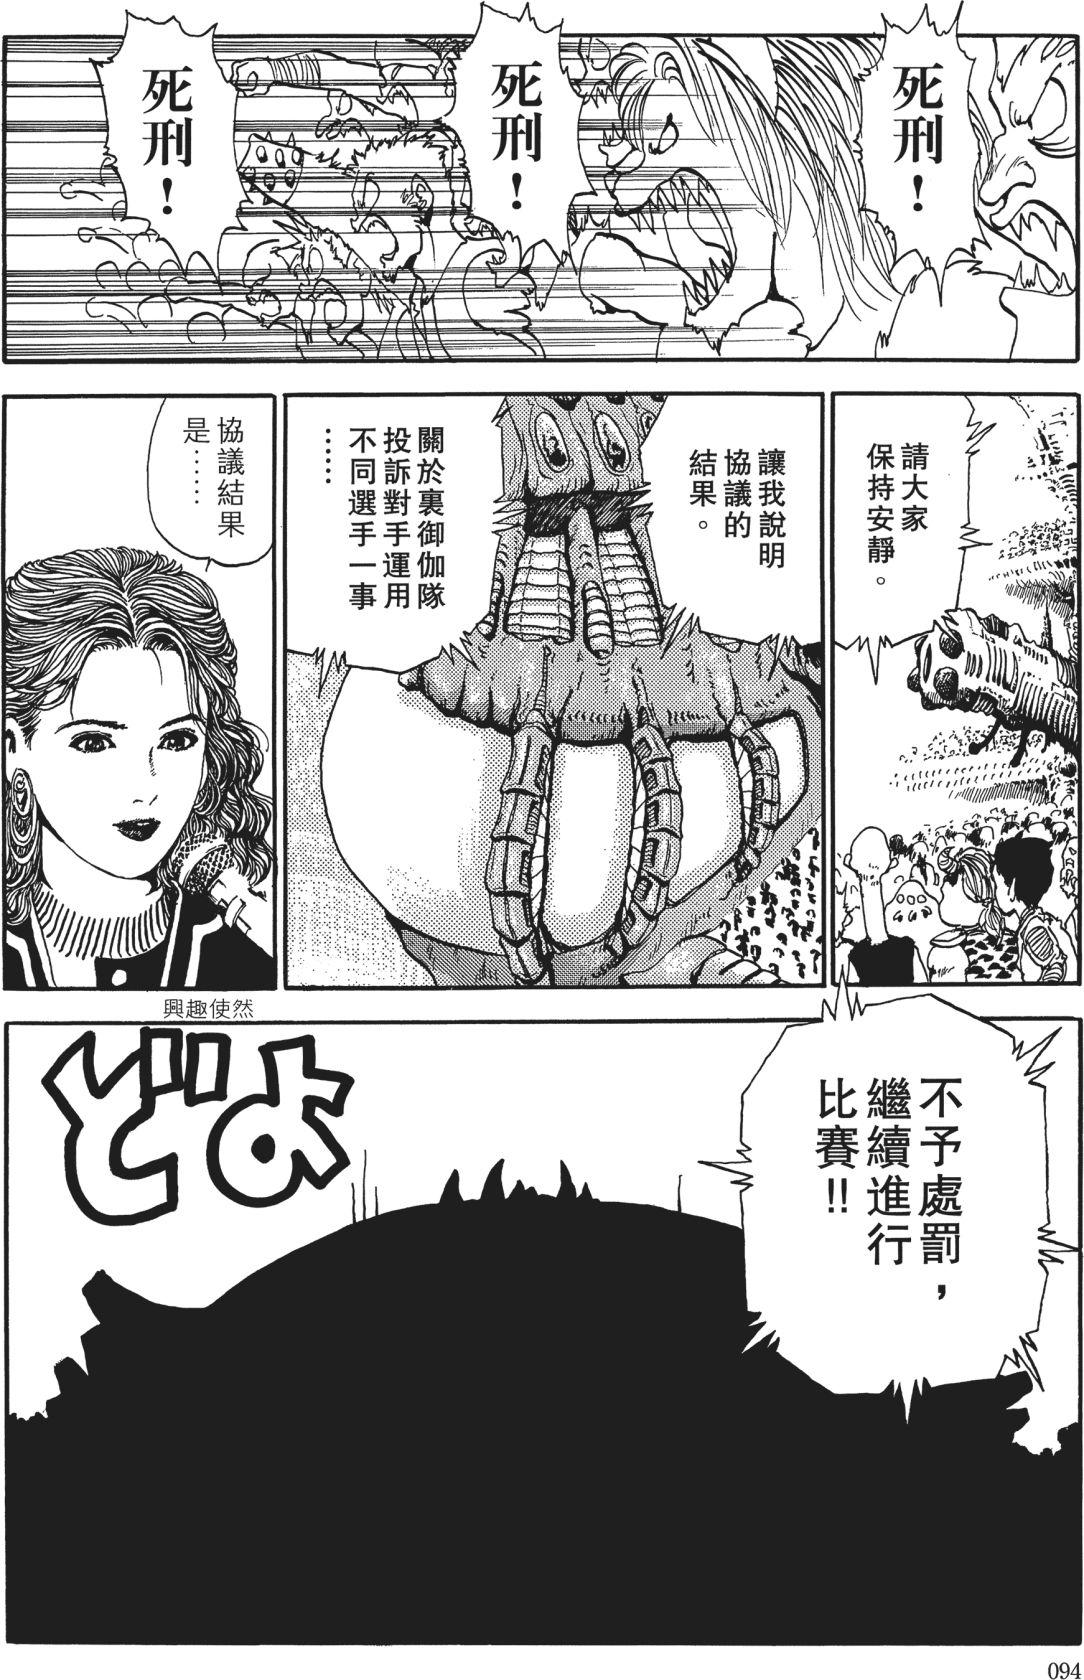 死刑！
死刑！
死刑！
請大家
保持安靜。
讓我說明
協議的
結果。
關於裏御伽隊
投訴對手運用
不同選手一事
……
協議結果
是……
興趣使然
不予處罰，
繼續進行
比賽!!
どよ
094